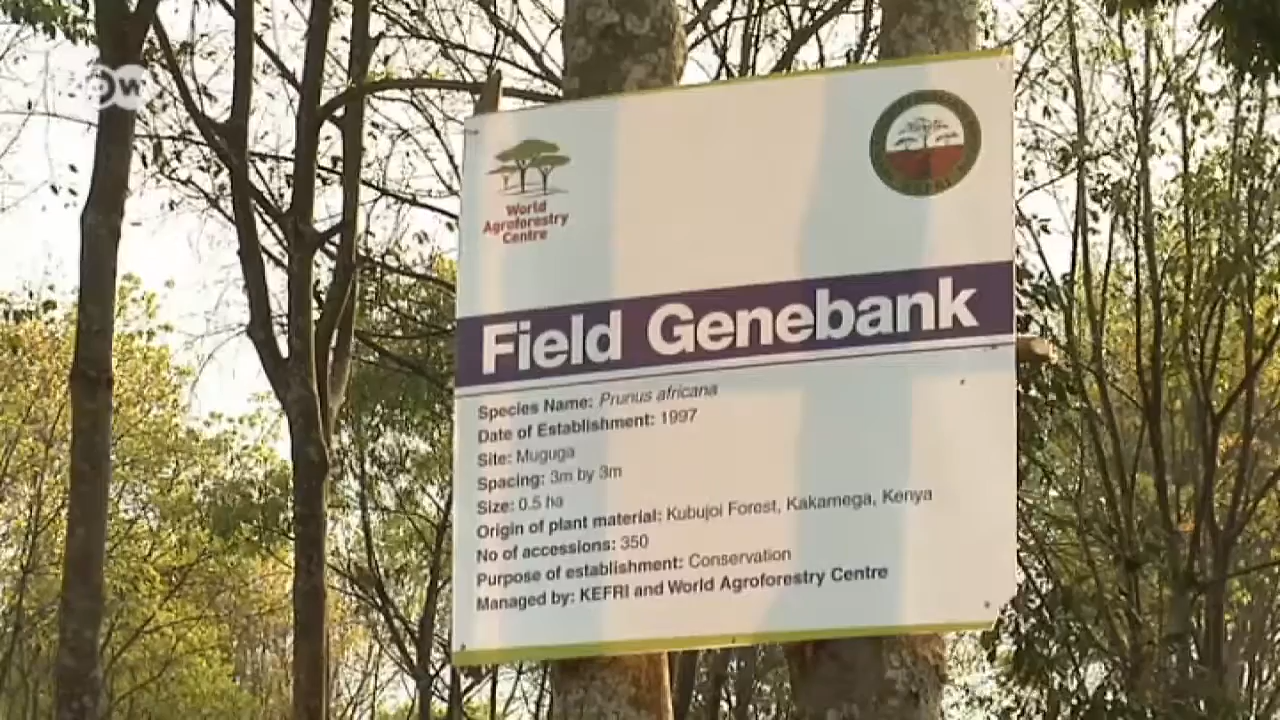 DW
World
Agroforestry
Centre
Field Genebank
Species Name: Prunus africana
Date of Establishment: 1997
Site: Muguga
Spacing: 3m by 3m
Size: 0.5 ha
Origin of plant material: Kubujoi Forest, Kakamega, Kenya
No of accessions: 350
Purpose of establishment: Conservation
Managed by: KEFRI and World Agroforestry Centre